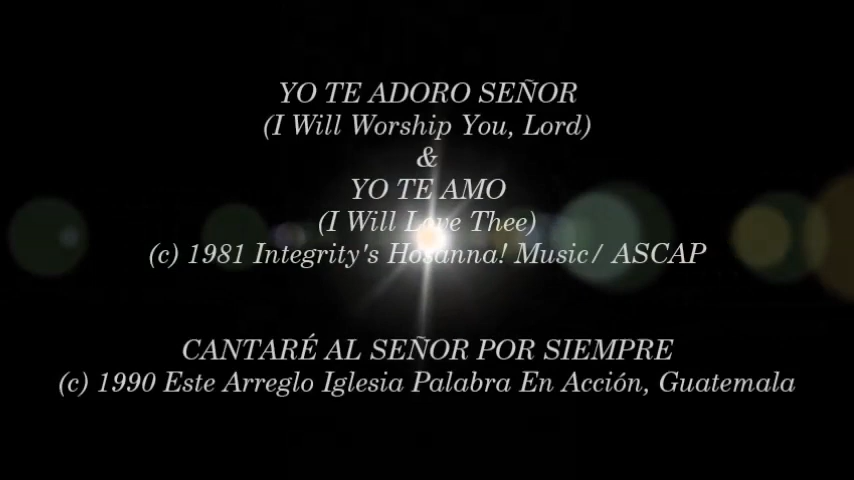 YO TE ADORO SEÑOR
(I Will Worship You, Lord)
&
YO TE AMO
(I Will Love Thee)
(c) 1981 Integrity's Hosanna! Music/ ASCAP
CANTARÉ AL SEÑOR POR SIEMPRE
(c) 1990 Este Arreglo Iglesia Palabra En Acción, Guatemala